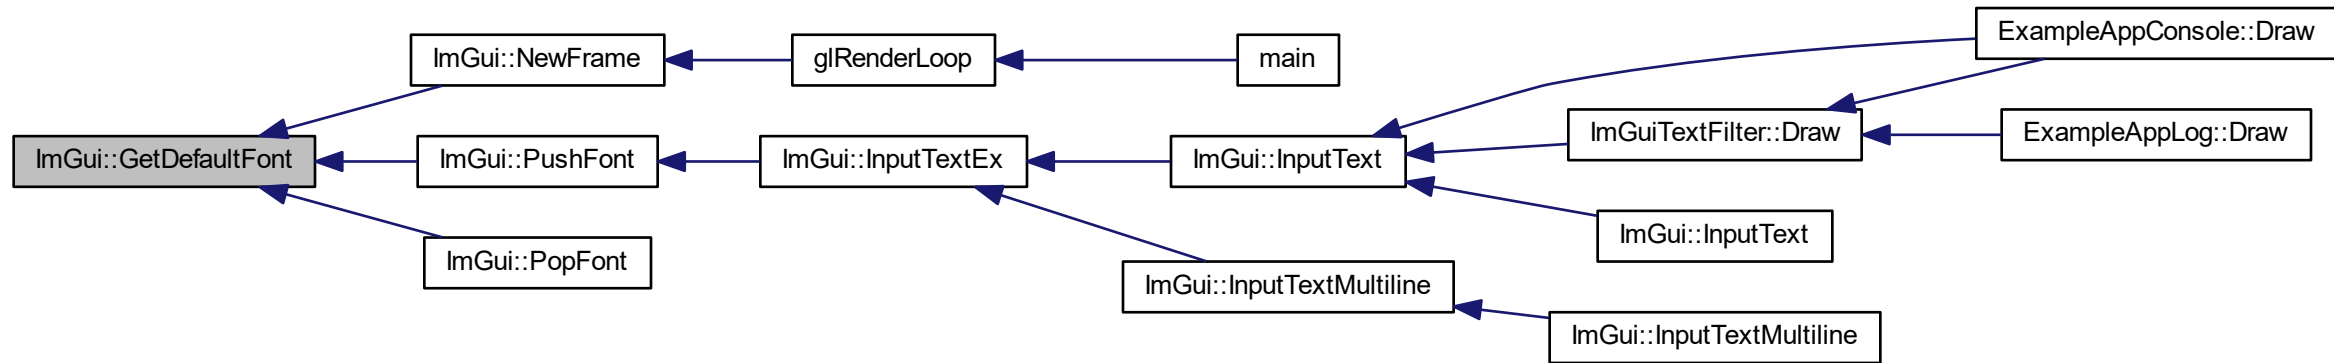 ExampleAppConsole::Draw
ImGui::NewFrame
glRenderLoop
main
ImGuiTextFilter::Draw
ExampleAppLog::Draw
ImGui::GetDefaultFont
ImGui::PushFont
ImGui::InputTextEx
ImGui::InputText
ImGui::InputText
ImGui::PopFont
ImGui::InputTextMultiline
ImGui::InputTextMultiline